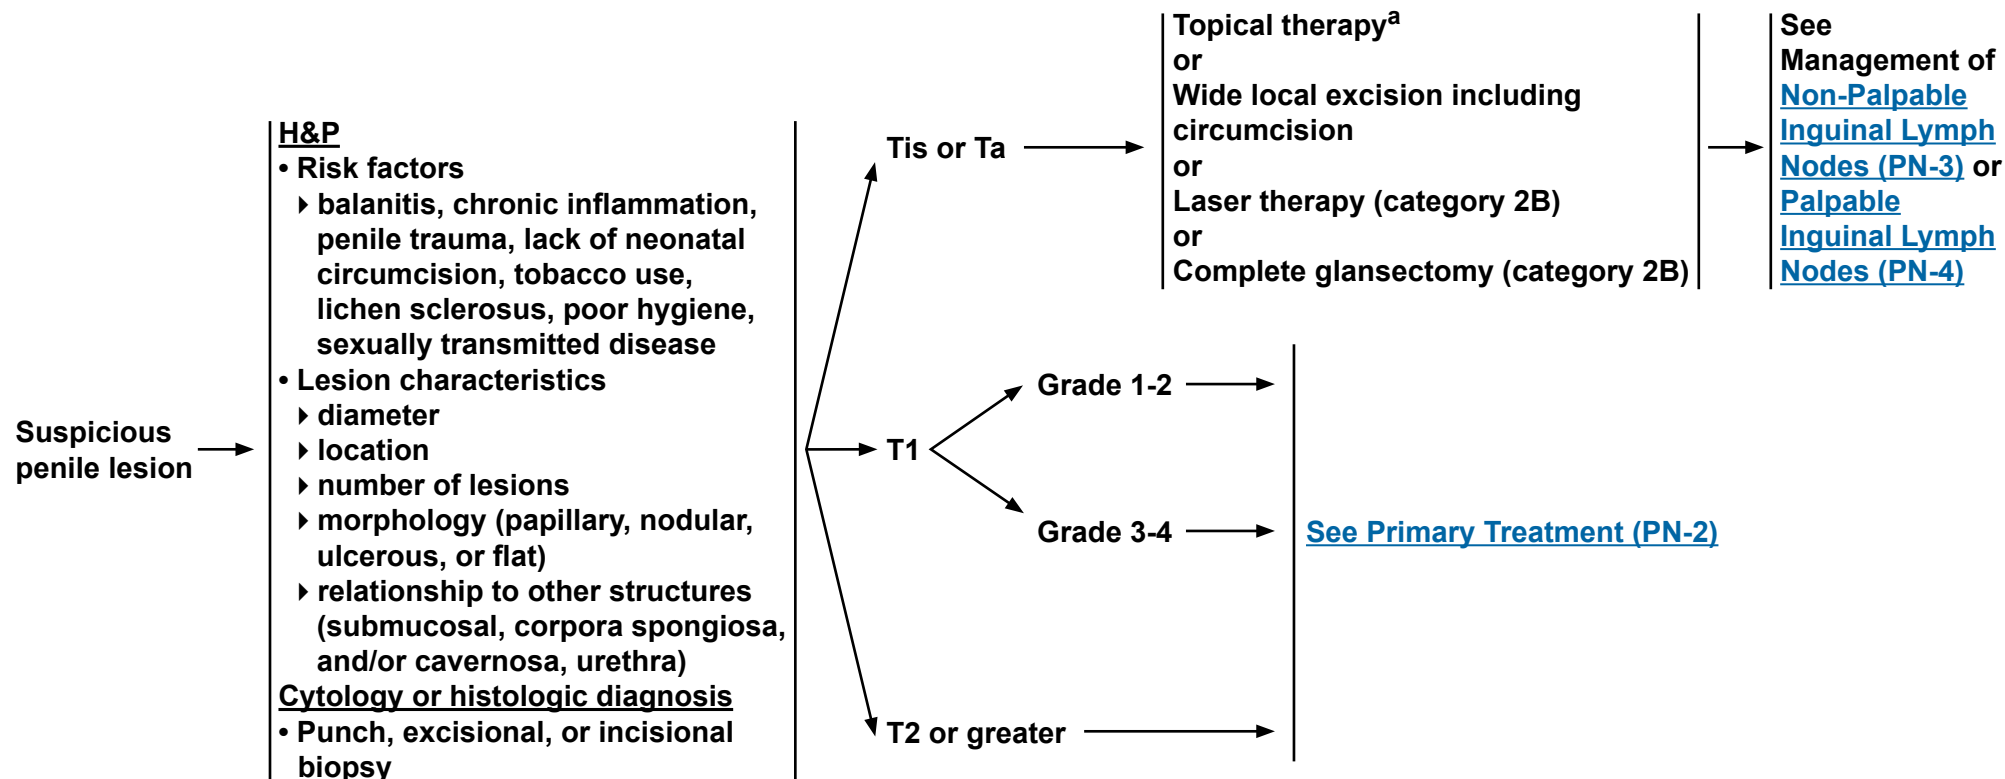 Suspicious
penile lesion
H&P
• Risk factors
‣ balanitis, chronic inflammation,
penile trauma, lack of neonatal
circumcision, tobacco use,
lichen sclerosus, poor hygiene,
sexually transmitted disease
• Lesion characteristics
‣ diameter
‣ location
‣ number of lesions
‣ morphology (papillary, nodular,
ulcerous, or flat)
‣ relationship to other structures
(submucosal, corpora spongiosa,
and/or cavernosa, urethra)
Cytology or histologic diagnosis
• Punch, excisional, or incisional
biopsy
Tis or Ta
Topical therapyᵃ
or
Wide local excision including
circumcision
or
Laser therapy (category 2B)
or
Complete glansectomy (category 2B)
See
Management of
Non-Palpable
Inguinal Lymph
Nodes (PN-3) or
Palpable
Inguinal Lymph
Nodes (PN-4)
T1
Grade 1-2
Grade 3-4
T2 or greater
See Primary Treatment (PN-2)